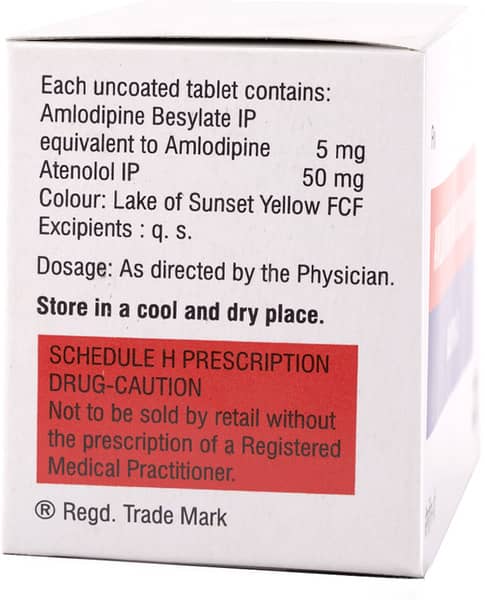 Each uncoated tablet contains:
Amlodipine Besylate IP
equivalent to Amlodipine 5 mg
Atenolol IP 50 mg
Colour: Lake of Sunset Yellow FCF
Excipients : q. s.
Dosage: As directed by the Physician.
Store in a cool and dry place.
SCHEDULE H PRESCRIPTION
DRUG-CAUTION
Not to be sold by retail without
the prescription of a Registered
Medical Practitioner.
® Regd. Trade Mark